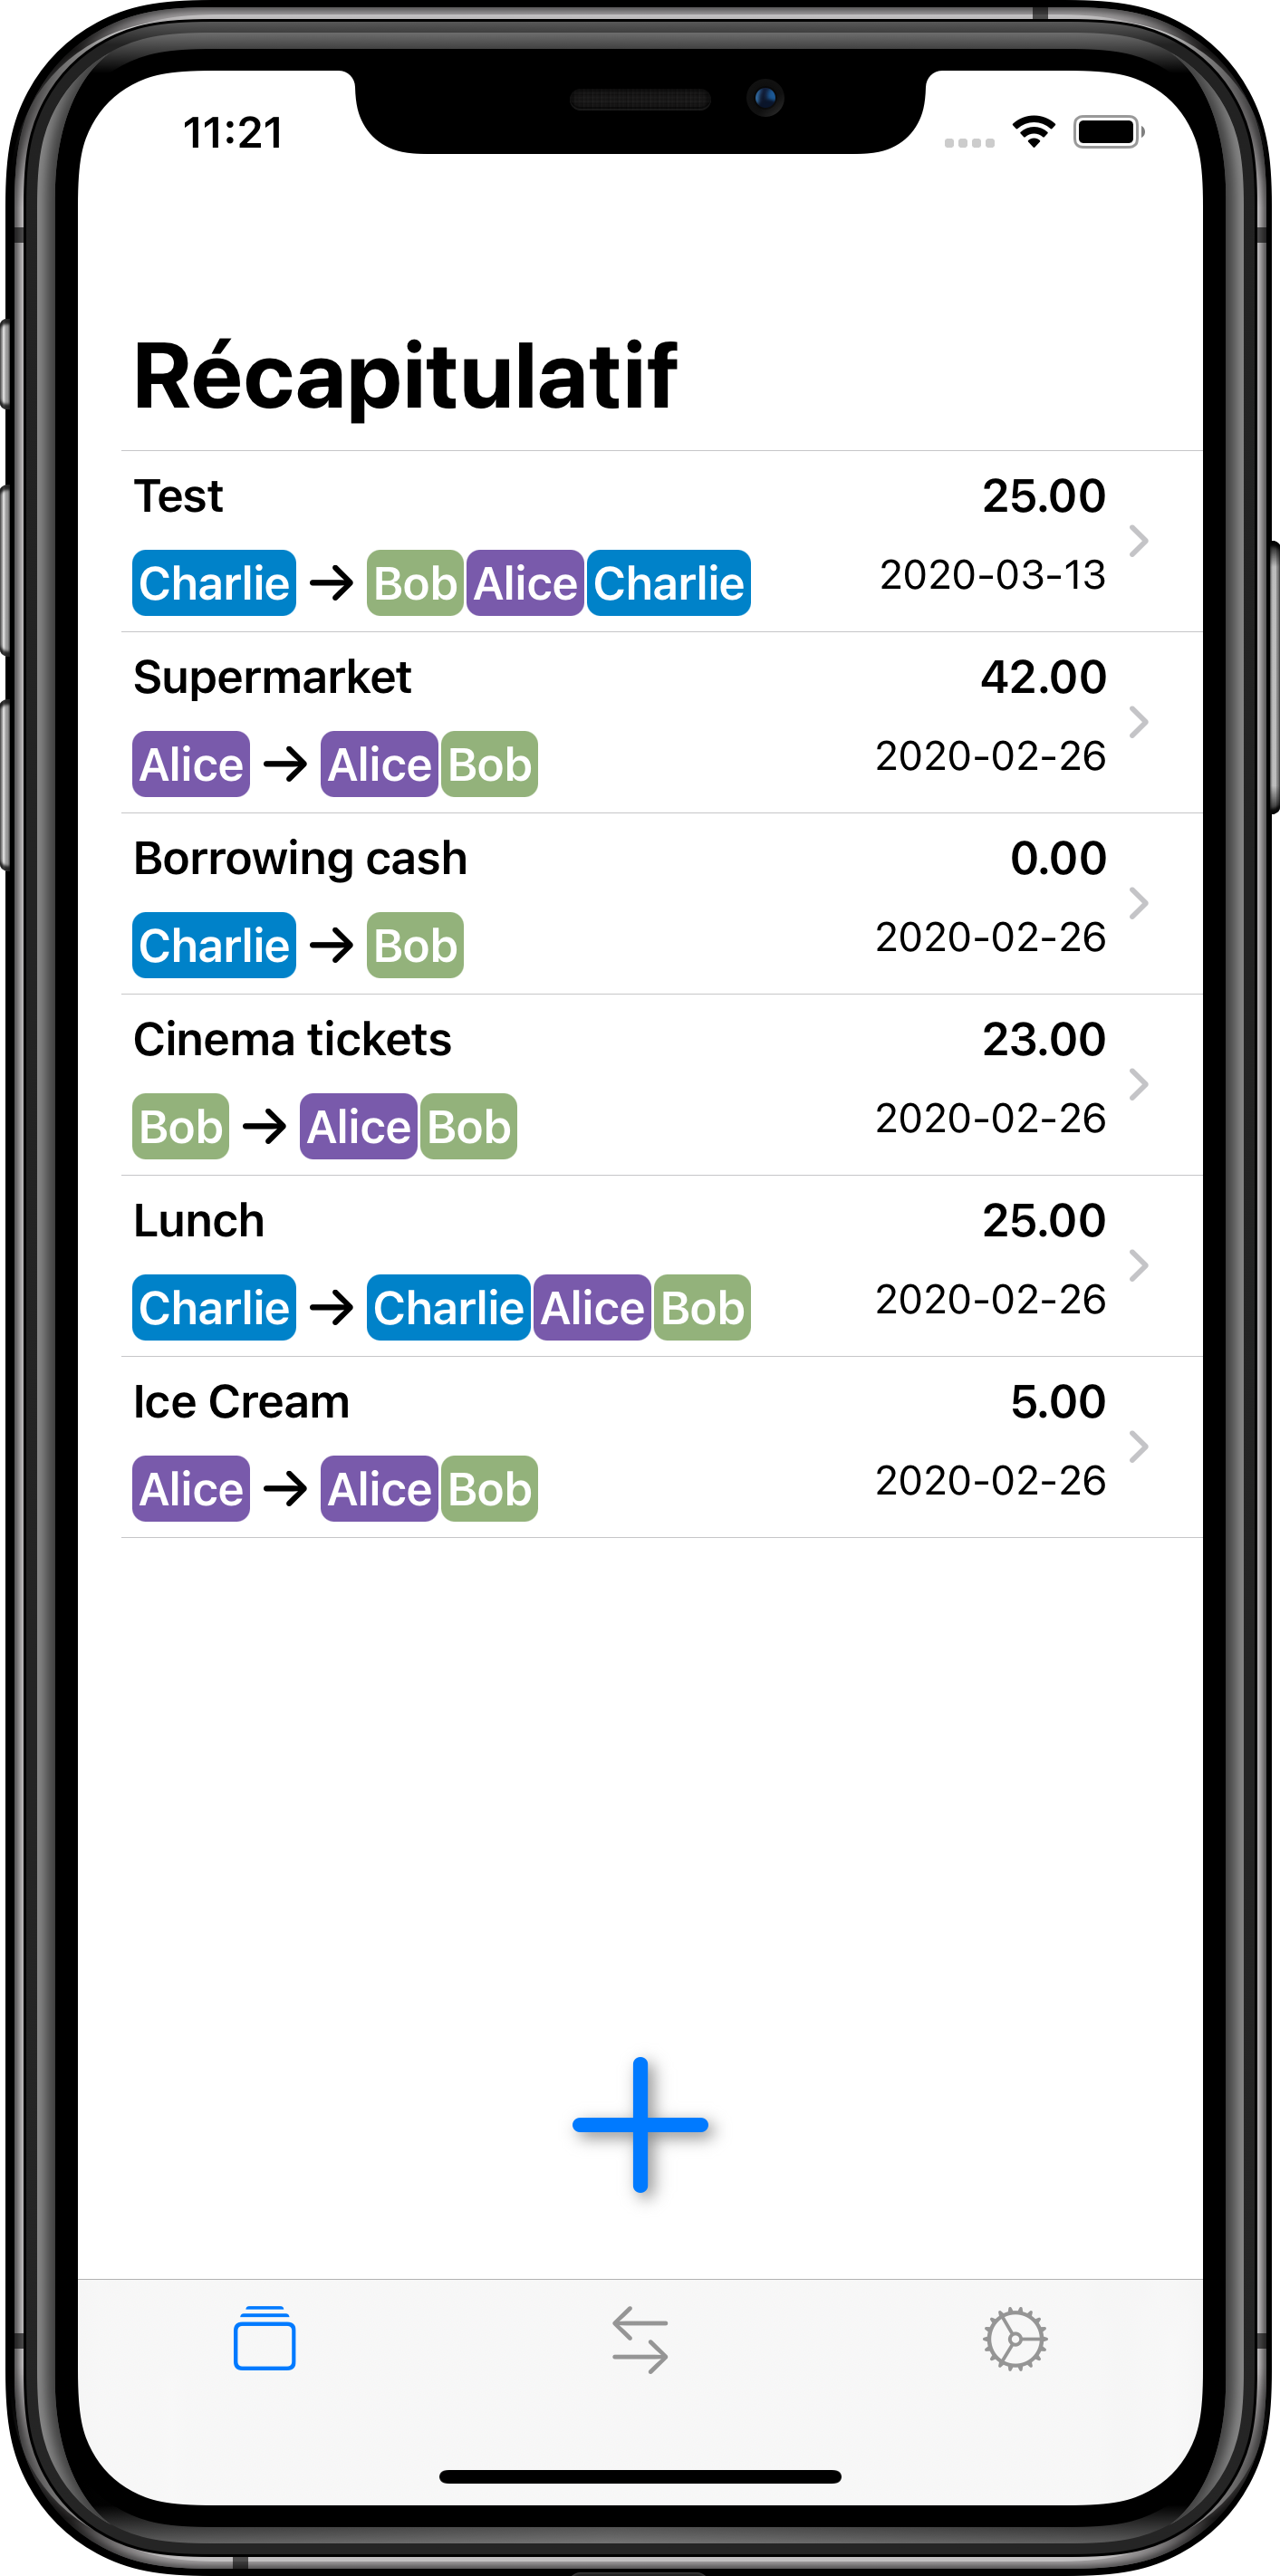 11:21
Récapitulatif
Test 25.00
Charlie → Bob Alice Charlie 2020-03-13
Supermarket 42.00
Alice → Alice Bob 2020-02-26
Borrowing cash 0.00
Charlie → Bob 2020-02-26
Cinema tickets 23.00
Bob → Alice Bob 2020-02-26
Lunch 25.00
Charlie → Charlie Alice Bob 2020-02-26
Ice Cream 5.00
Alice → Alice Bob 2020-02-26